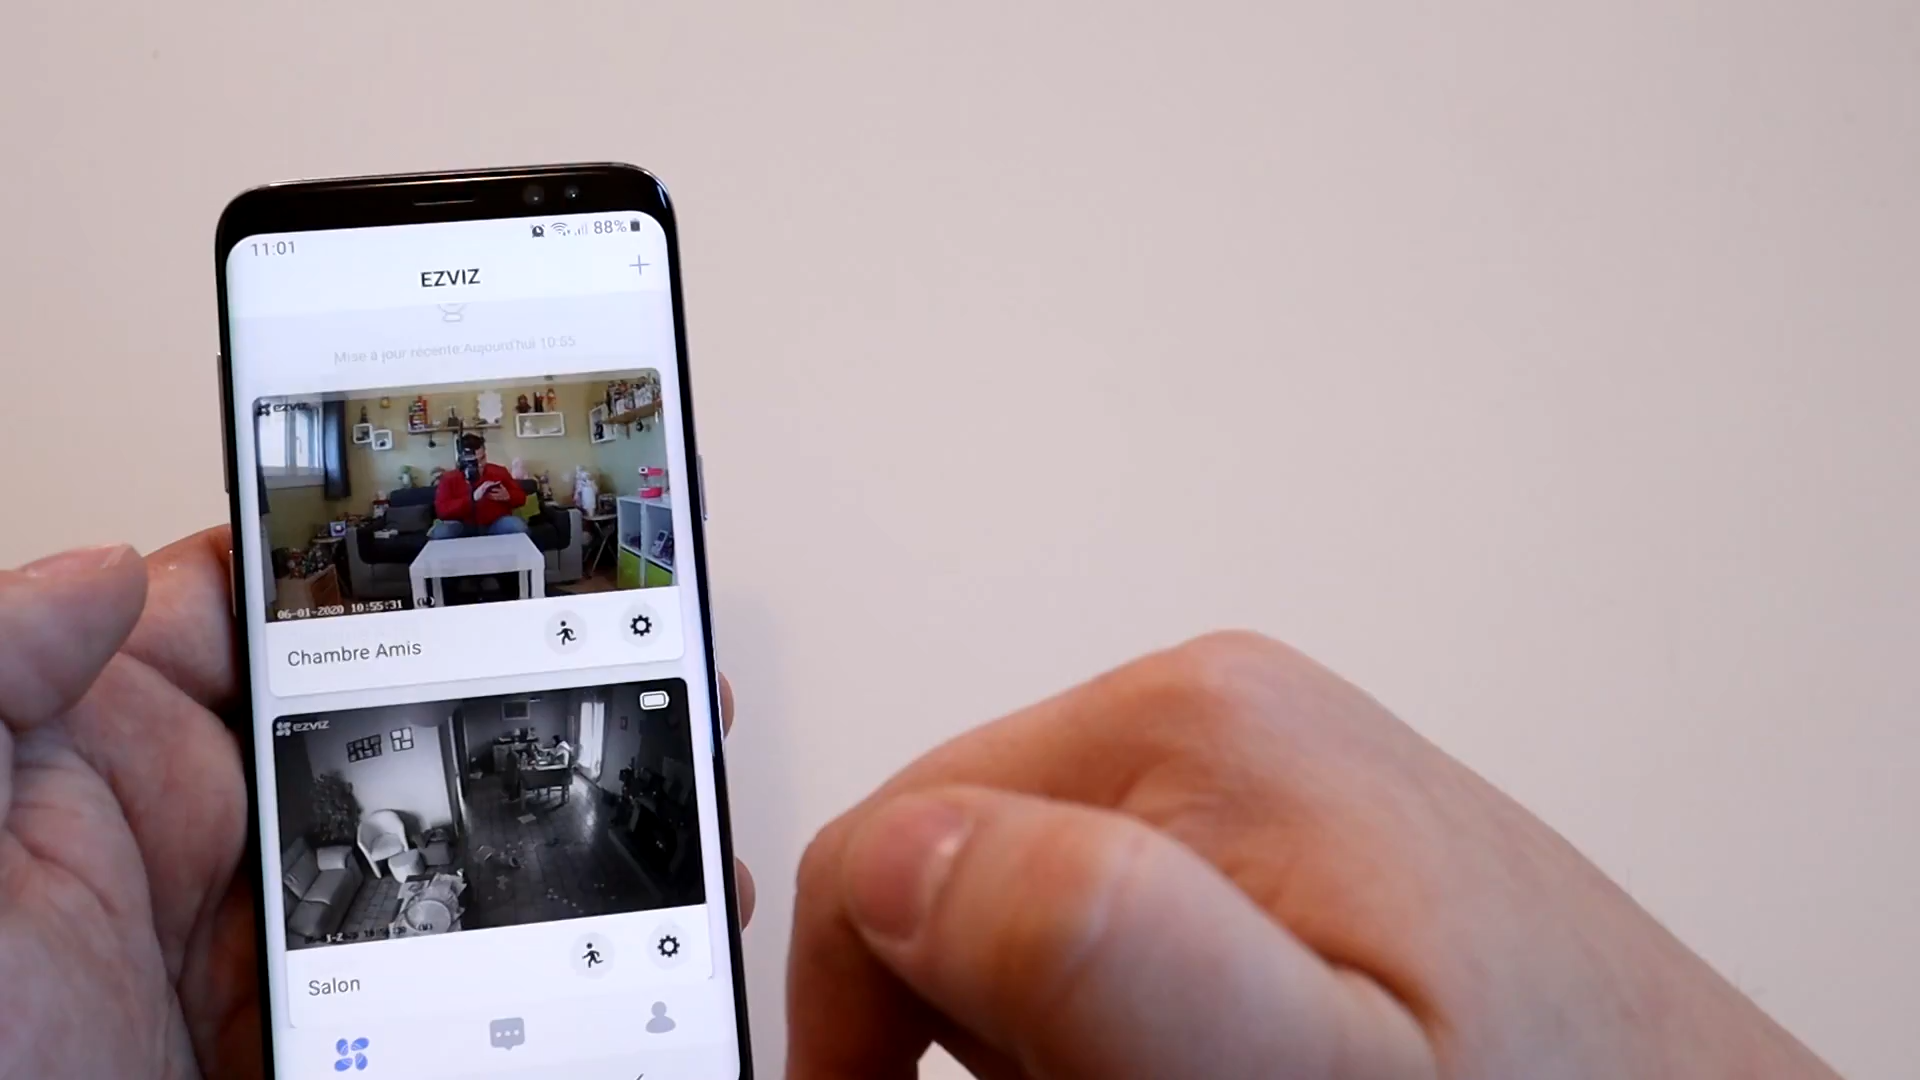 11:01
88%
EZVIZ
Mise à jour récente:Aujourd'hui 10:55
ezviz
06-01-2020 10:55:31
Chambre Amis
ezviz
Salon